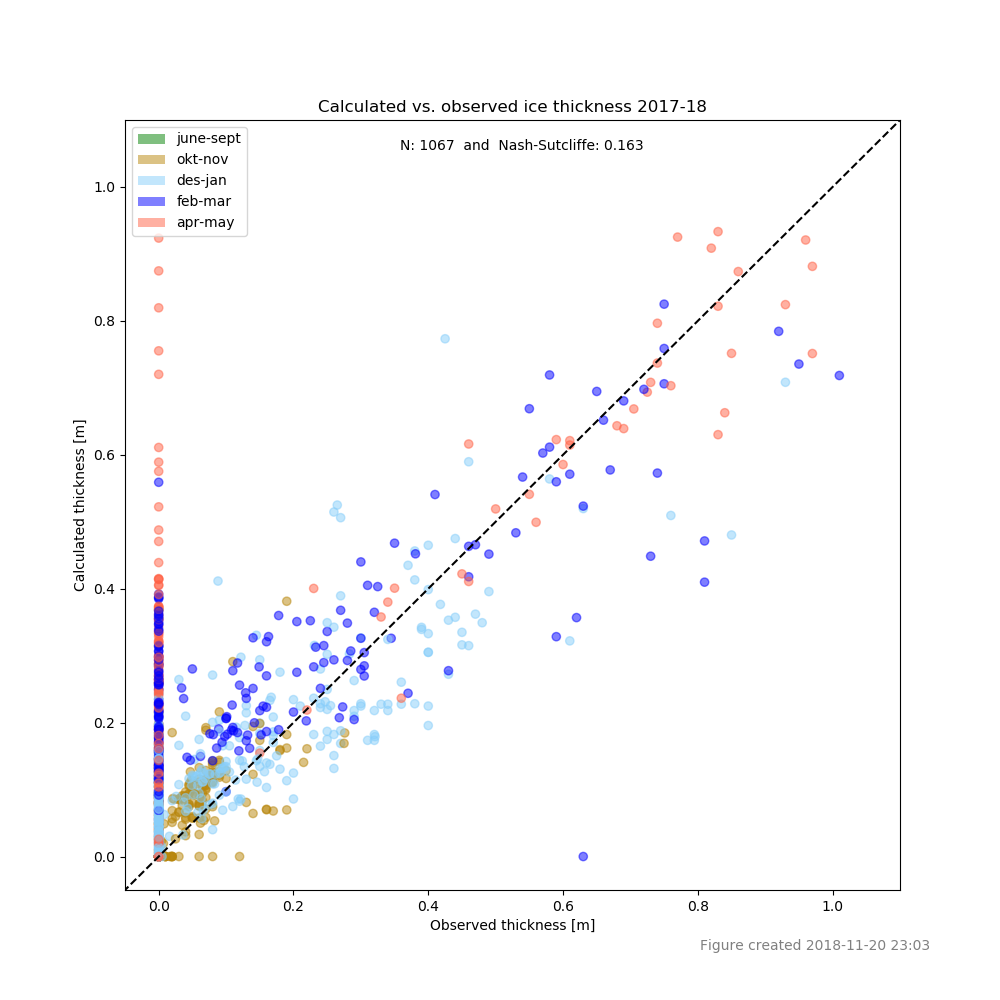 Calculated vs. observed ice thickness 2017-18
N: 1067  and  Nash-Sutcliffe: 0.163
june-sept
okt-nov
des-jan
feb-mar
apr-may
1.0
0.8
0.6
0.4
0.2
0.0
Calculated thickness [m]
0.0 0.2 0.4 0.6 0.8 1.0
Observed thickness [m]
Figure created 2018-11-20 23:03